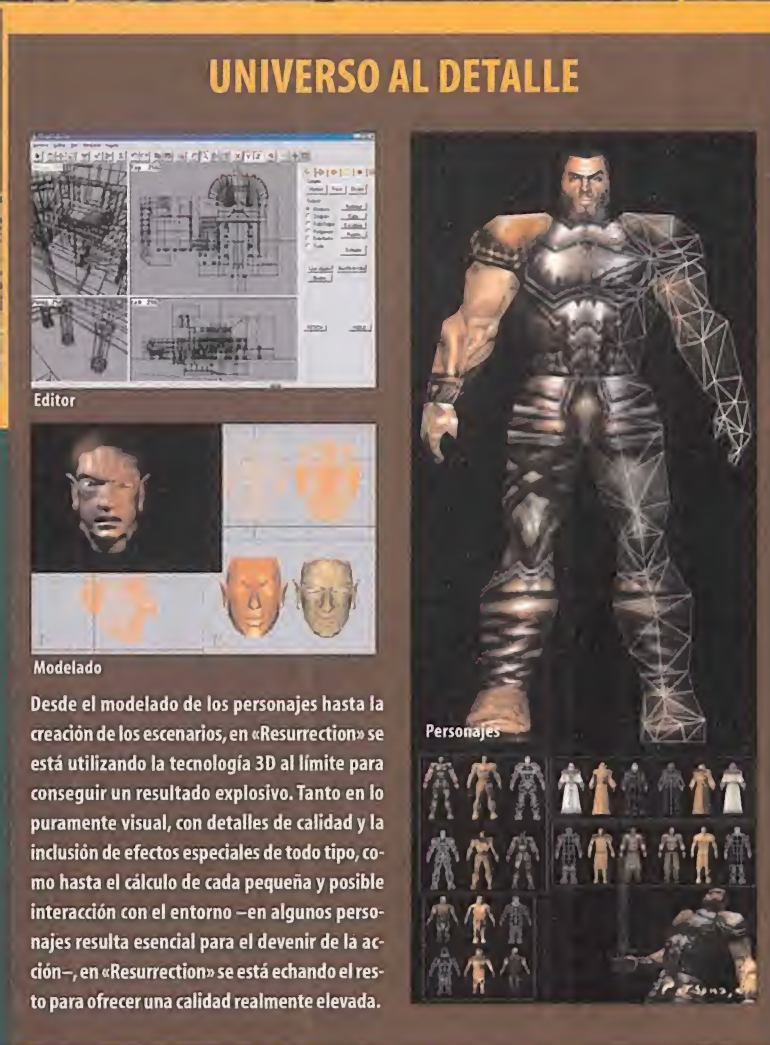 UNIVERSO AL DETALLE
Editor
Modelado
Desde el modelado de los personajes hasta la
creación de los escenarios, en «Resurrection» se
está utilizando la tecnología 3D al límite para
conseguir un resultado explosivo. Tanto en lo
puramente visual, con detalles de calidad y la
inclusión de efectos especiales de todo tipo, co-
mo hasta el cálculo de cada pequeña y posible
interacción con el entorno –en algunos perso-
najes resulta esencial para el devenir de la ac-
ción–, en «Resurrection» se está echando el res-
to para ofrecer una calidad realmente elevada.
Personajes